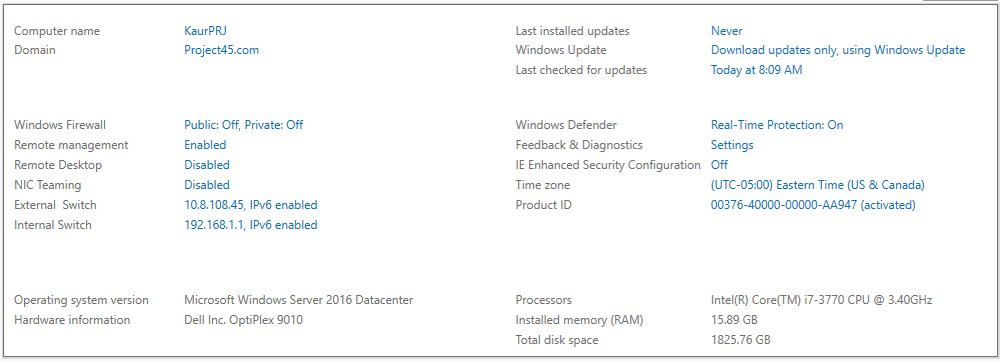 Computer name KaurPRJ Last installed updates Never
Domain Project45.com Windows Update Download updates only, using Windows Update
Last checked for updates Today at 8:09 AM
Windows Firewall Public: Off, Private: Off Windows Defender Real-Time Protection: On
Remote management Enabled Feedback & Diagnostics Settings
Remote Desktop Disabled IE Enhanced Security Configuration Off
NIC Teaming Disabled Time zone (UTC-05:00) Eastern Time (US & Canada)
External Switch 10.8.108.45, IPv6 enabled Product ID 00376-40000-00000-AA947 (activated)
Internal Switch 192.168.1.1, IPv6 enabled
Operating system version Microsoft Windows Server 2016 Datacenter Processors Intel(R) Core(TM) i7-3770 CPU @ 3.40GHz
Hardware information Dell Inc. OptiPlex 9010 Installed memory (RAM) 15.89 GB
Total disk space 1825.76 GB